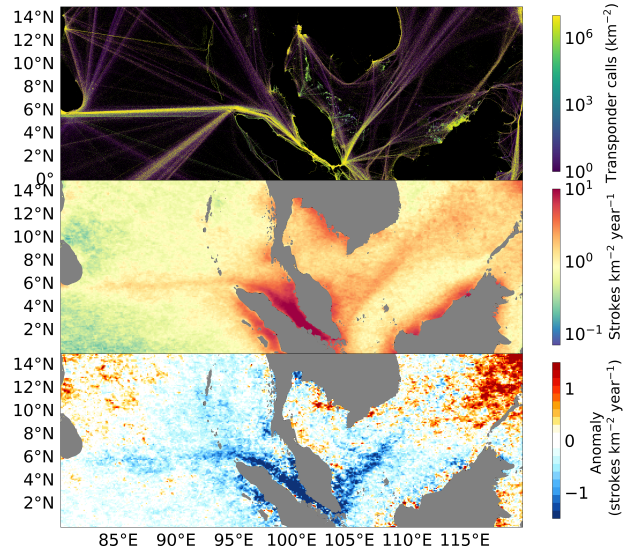 14°N
12°N
10°N
8°N
6°N
4°N
2°N
0°
10⁶
10³
10⁰
Transponder calls (km⁻²)
14°N
12°N
10°N
8°N
6°N
4°N
2°N
10¹
10⁰
10⁻¹
Strokes km⁻² year⁻¹
14°N
12°N
10°N
8°N
6°N
4°N
2°N
1
0
−1
Anomaly
(strokes km⁻² year⁻¹)
85°E 90°E 95°E 100°E 105°E 110°E 115°E